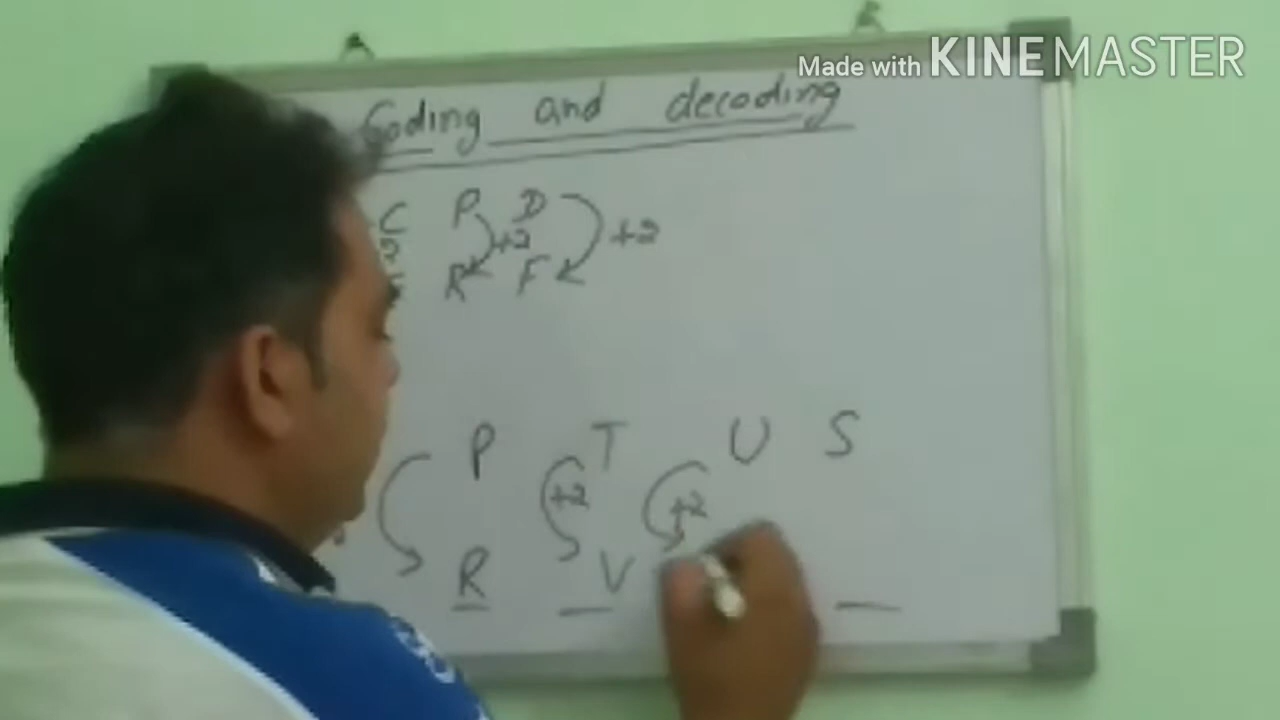 Made with KINEMASTER
Coding and decoding
C P D
+2 +2
R F
P T U S
+2 +2
R V